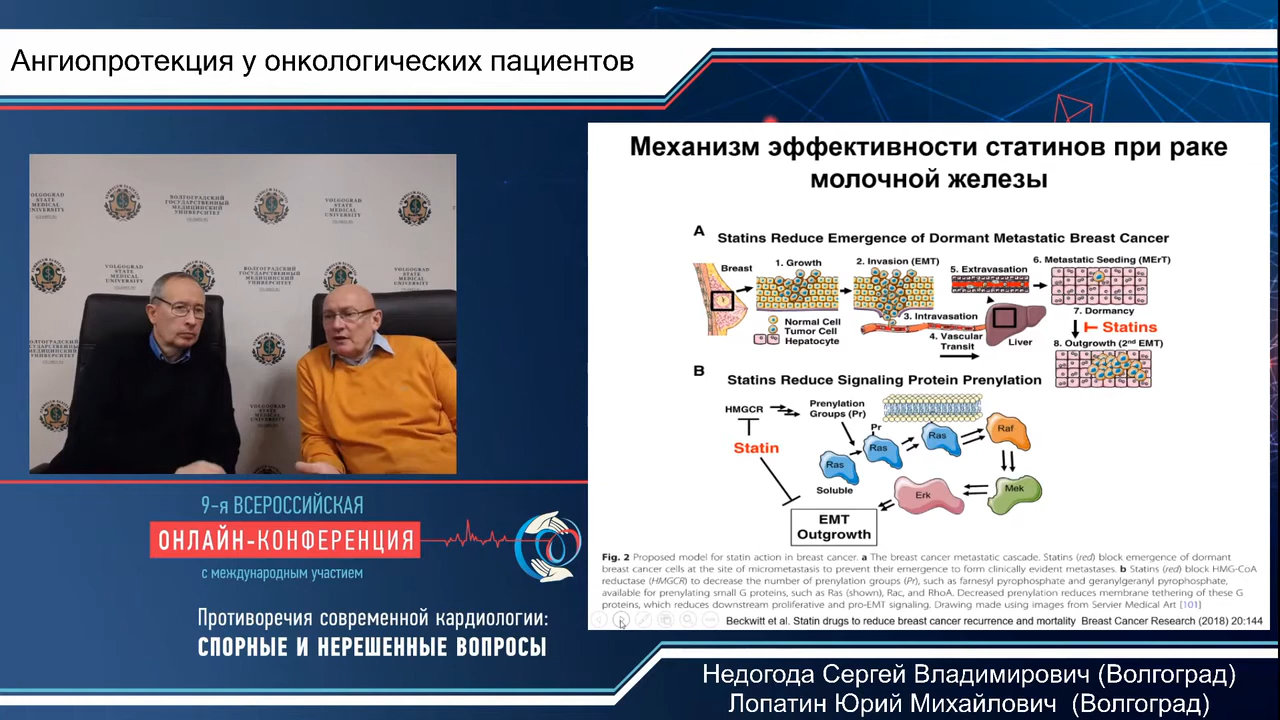 Ангиопротекция у онкологических пациентов
VOLGOGRAD
STATE
MEDICAL
UNIVERSITY
ВОЛГОГРАДСКИЙ
ГОСУДАРСТВЕННЫЙ
МЕДИЦИНСКИЙ
УНИВЕРСИТЕТ
9-я ВСЕРОССИЙСКАЯ
ОНЛАЙН-КОНФЕРЕНЦИЯ
с международным участием
Противоречия современной кардиологии:
СПОРНЫЕ И НЕРЕШЕННЫЕ ВОПРОСЫ
Механизм эффективности статинов при раке
молочной железы
A
Statins Reduce Emergence of Dormant Metastatic Breast Cancer
Breast
1. Growth
2. Invasion (EMT)
5. Extravasation
6. Metastatic Seeding (MErT)
Normal Cell
Tumor Cell
Hepatocyte
3. Intravasation
4. Vascular
Transit
Liver
7. Dormancy
Statins
8. Outgrowth (2nd EMT)
B
Statins Reduce Signaling Protein Prenylation
HMGCR
Prenylation
Groups (Pr)
Statin
Pr
Ras
Ras
Ras
Raf
Soluble
Erk
Mek
EMT
Outgrowth
Fig. 2 Proposed model for statin action in breast cancer. a The breast cancer metastatic cascade. Statins (red) block emergence of dormant
breast cancer cells at the site of micrometastasis to prevent their emergence to form clinically evident metastases. b Statins (red) block HMG-CoA
reductase (HMGCR) to decrease the number of prenylation groups (Pr), such as farnesyl pyrophosphate and geranylgeranyl pyrophosphate,
available for prenylating small G proteins, such as Ras (shown), Rac, and RhoA. Decreased prenylation reduces membrane tethering of these G
proteins, which reduces downstream proliferative and pro-EMT signaling. Drawing made using images from Servier Medical Art [101]
Beckwitt et al. Statin drugs to reduce breast cancer recurrence and mortality Breast Cancer Research (2018) 20:144
Недогода Сергей Владимирович (Волгоград)
Лопатин Юрий Михайлович (Волгоград)